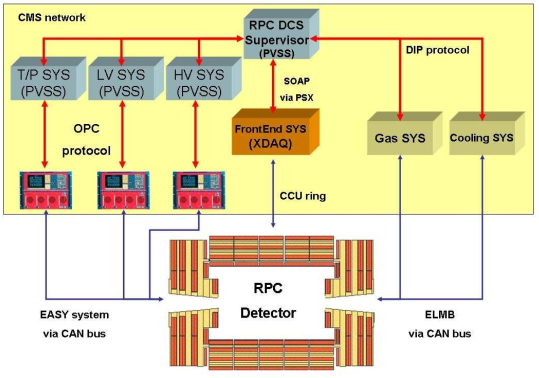 CMS network
RPC DCS
Supervisor
(PVSS)
DIP protocol
T/P SYS
(PVSS)
LV SYS
(PVSS)
HV SYS
(PVSS)
SOAP
via PSX
OPC
protocol
FrontEnd SYS
(XDAQ)
Gas SYS
Cooling SYS
CCU ring
RPC
Detector
EASY system
via CAN bus
ELMB
via CAN bus